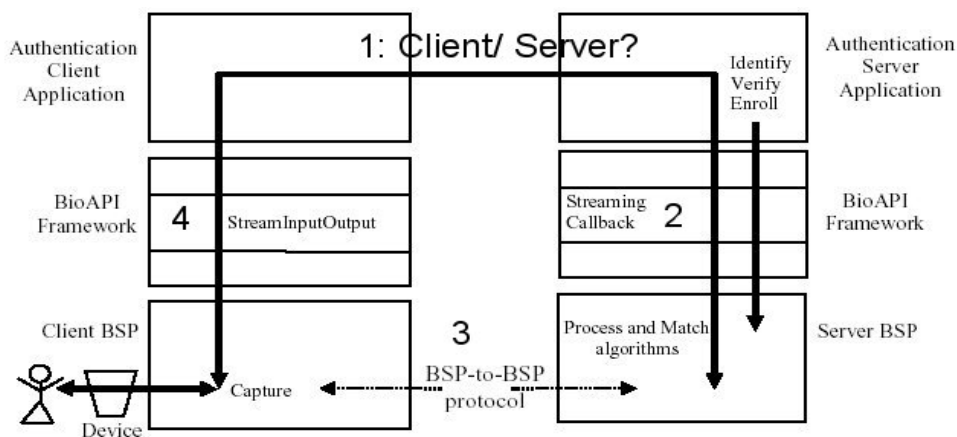 1: Client/ Server?
Authentication
Client
Application
Identify
Verify
Enroll
Authentication
Server
Application
BioAPI
Framework
4
StreamInputOutput
Streaming
Callback
2
BioAPI
Framework
Client BSP
3
Process and Match
algorithms
Server BSP
Capture
BSP-to-BSP
protocol
Device